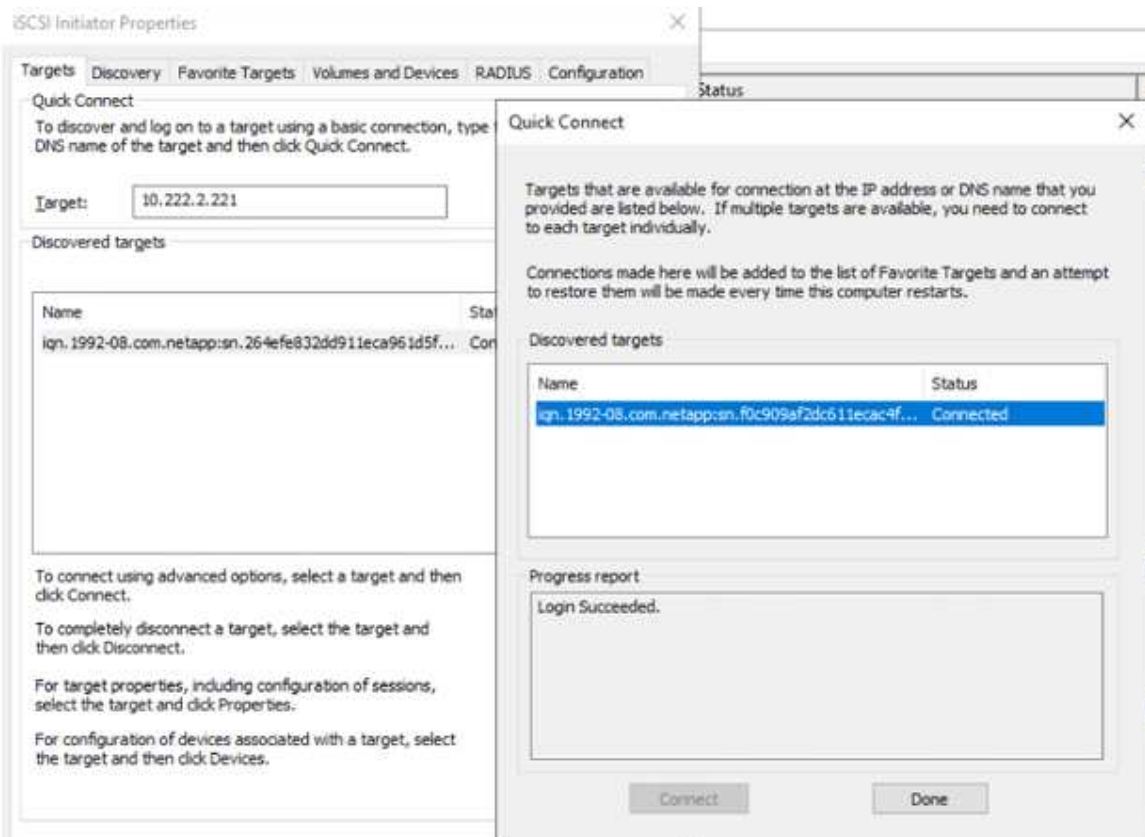 iSCSI Initiator Properties
Targets Discovery Favorite Targets Volumes and Devices RADIUS Configuration
Quick Connect
To discover and log on to a target using a basic connection, type
DNS name of the target and then click Quick Connect.
Target: 10.222.2.221
Discovered targets
Name
iqn.1992-08.com.netapp:sn.264efe832dd911eca961d5f...
To connect using advanced options, select a target and then
click Connect.
To completely disconnect a target, select the target and
then click Disconnect.
For target properties, including configuration of sessions,
select the target and click Properties.
For configuration of devices associated with a target, select
the target and then click Devices.
Status
Quick Connect
Targets that are available for connection at the IP address or DNS name that you
provided are listed below. If multiple targets are available, you need to connect
to each target individually.
Connections made here will be added to the list of Favorite Targets and an attempt
to restore them will be made every time this computer restarts.
Discovered targets
Name Status
iqn.1992-08.com.netapp:sn.f0c909af2dc611ecac4f... Connected
Progress report
Login Succeeded.
Connect Done